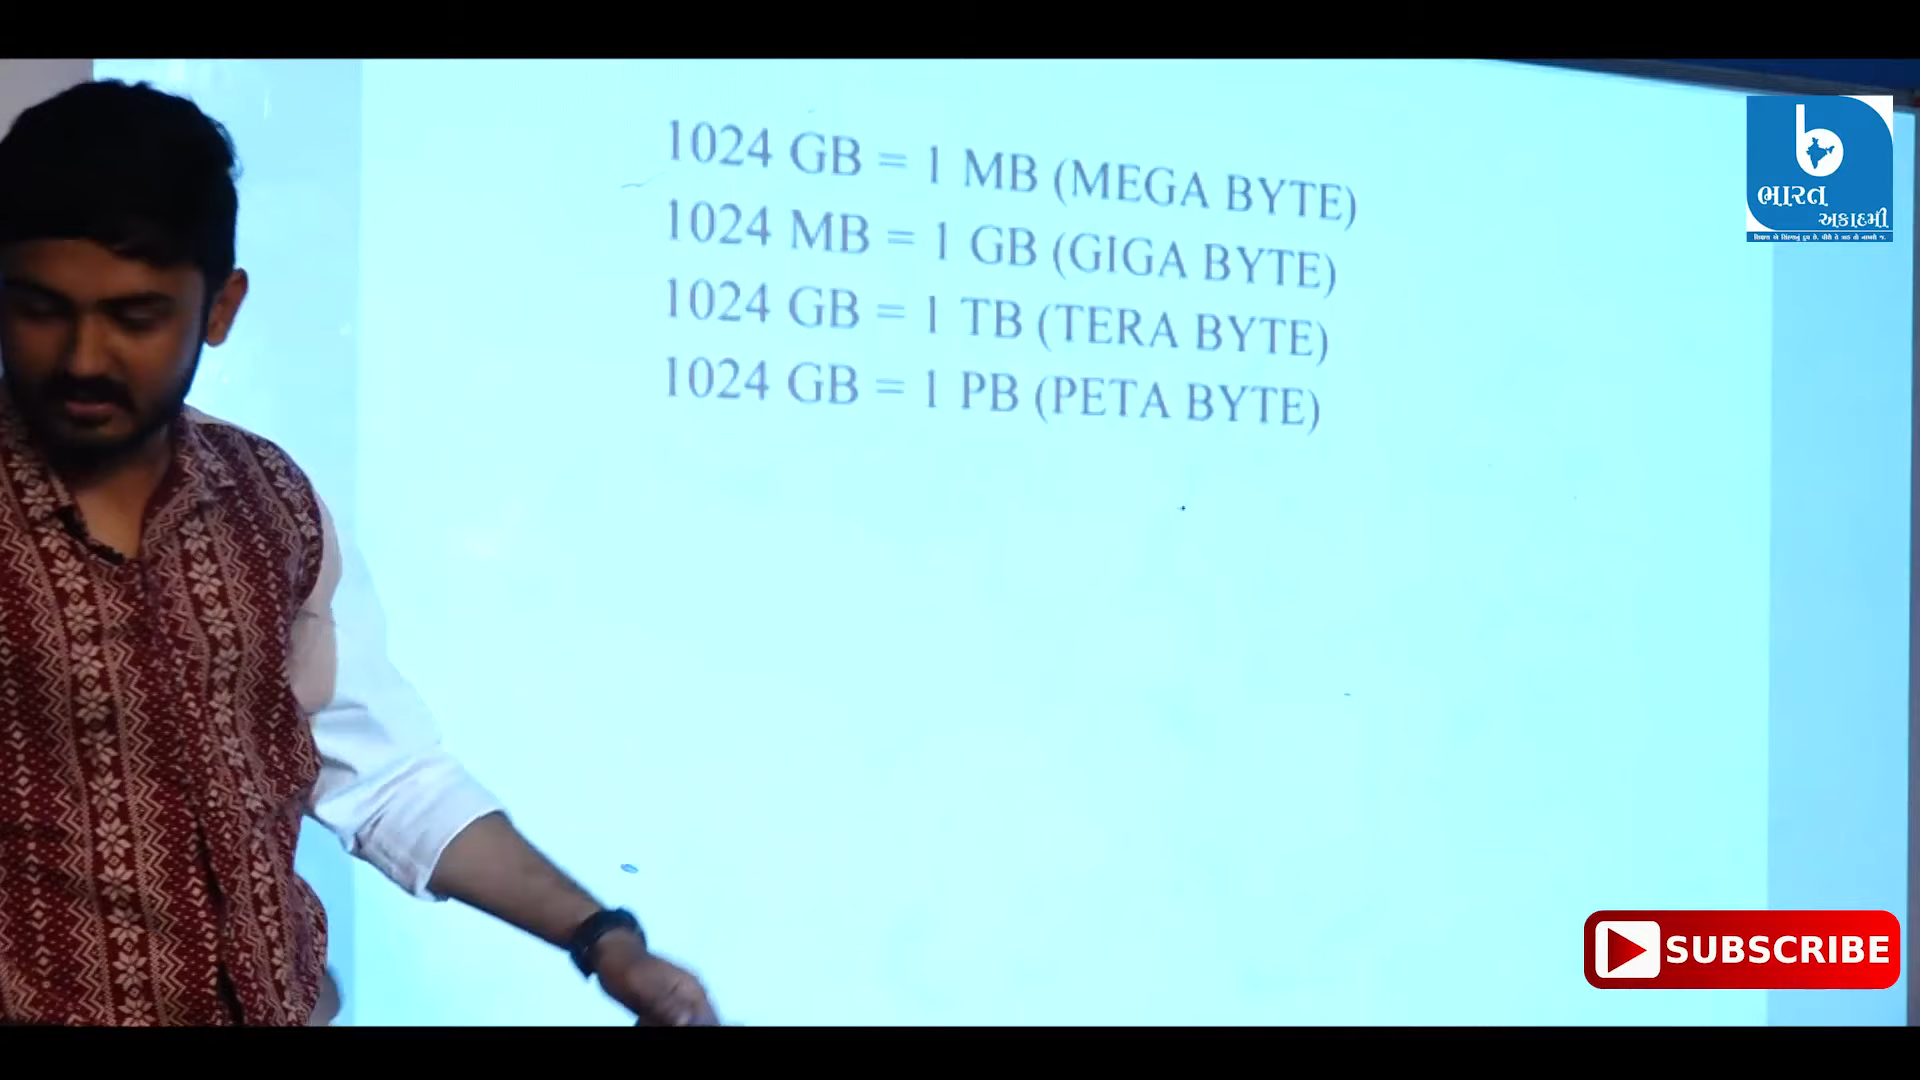 1024 GB = 1 MB (MEGA BYTE)
1024 MB = 1 GB (GIGA BYTE)
1024 GB = 1 TB (TERA BYTE)
1024 GB = 1 PB (PETA BYTE)
ભારત
અકાદમી
SUBSCRIBE